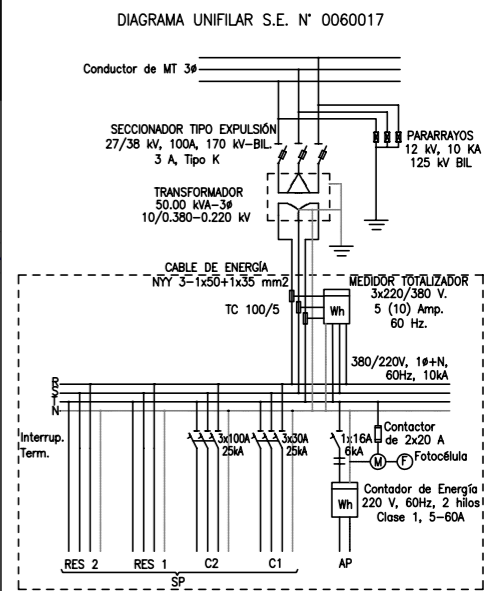 DIAGRAMA UNIFILAR S.E. N° 0060017
Conductor de MT 3ø
SECCIONADOR TIPO EXPULSIÓN
27/38 kV, 100A, 170 kV-BIL.
3 A, Tipo K
PARARRAYOS
12 kV, 10 KA
125 kV BIL
TRANSFORMADOR
50.00 kVA-3ø
10/0.380-0.220 kV
CABLE DE ENERGÍA
NYY 3-1x50+1x35 mm2
MEDIDOR TOTALIZADOR
3x220/380 V.
5 (10) Amp.
60 Hz.
TC 100/5
Wh
380/220V, 1ø+N,
60Hz, 10kA
R
S
T
N
Interrup.
Term.
3x100A
25kA
3x30A
25kA
1x16A
6kA
Contactor
de 2x20 A
M
F
Fotocélula
Wh
Contador de Energía
220 V, 60Hz, 2 hilos
Clase 1, 5-60A
RES 2
RES 1
C2
C1
AP
SP